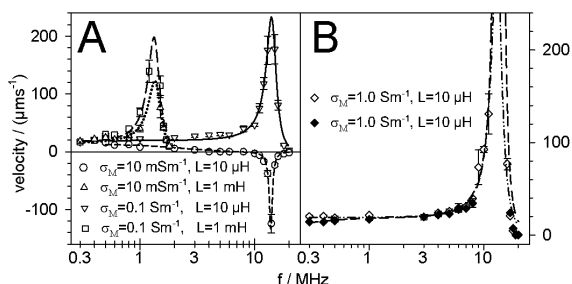 A
B
velocity / (µms⁻¹)
200
100
0
-100
σM=10 mSm⁻¹, L=10 µH
σM=10 mSm⁻¹, L=1 mH
σM=0.1 Sm⁻¹, L=10 µH
σM=0.1 Sm⁻¹, L=1 mH
0.3 1 10
σM=1.0 Sm⁻¹, L=10 µH
σM=1.0 Sm⁻¹, L=10 µH
200
100
0
0.3 1 10
f / MHz